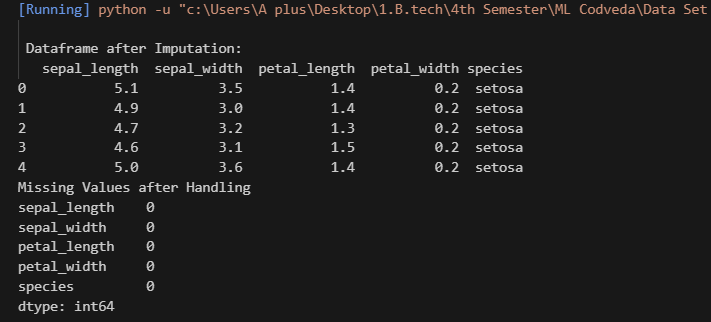 [Running] python -u "c:\Users\A plus\Desktop\1.B.tech\4th Semester\ML Codveda\Data Set
Dataframe after Imputation:
   sepal_length  sepal_width  petal_length  petal_width species
0           5.1          3.5           1.4          0.2  setosa
1           4.9          3.0           1.4          0.2  setosa
2           4.7          3.2           1.3          0.2  setosa
3           4.6          3.1           1.5          0.2  setosa
4           5.0          3.6           1.4          0.2  setosa
Missing Values after Handling
sepal_length    0
sepal_width     0
petal_length    0
petal_width     0
species         0
dtype: int64